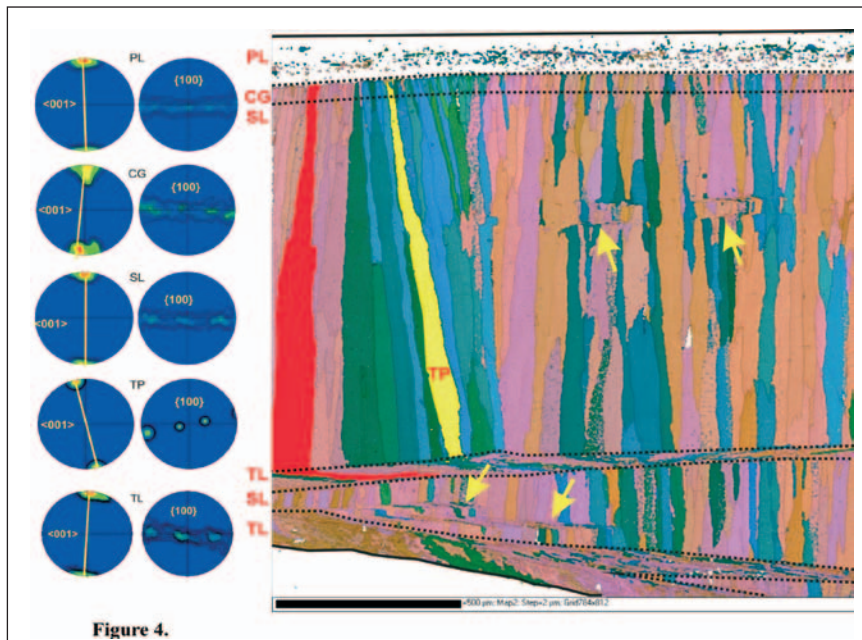 PL
<001>
{100}
CG
<001>
{100}
SL
<001>
{100}
TP
<001>
{100}
TL
<001>
{100}
PL
CG
SL
TP
TL
SL
TL
=500 µm; Map2; Step=2 µm; Grid784x812
Figure 4.